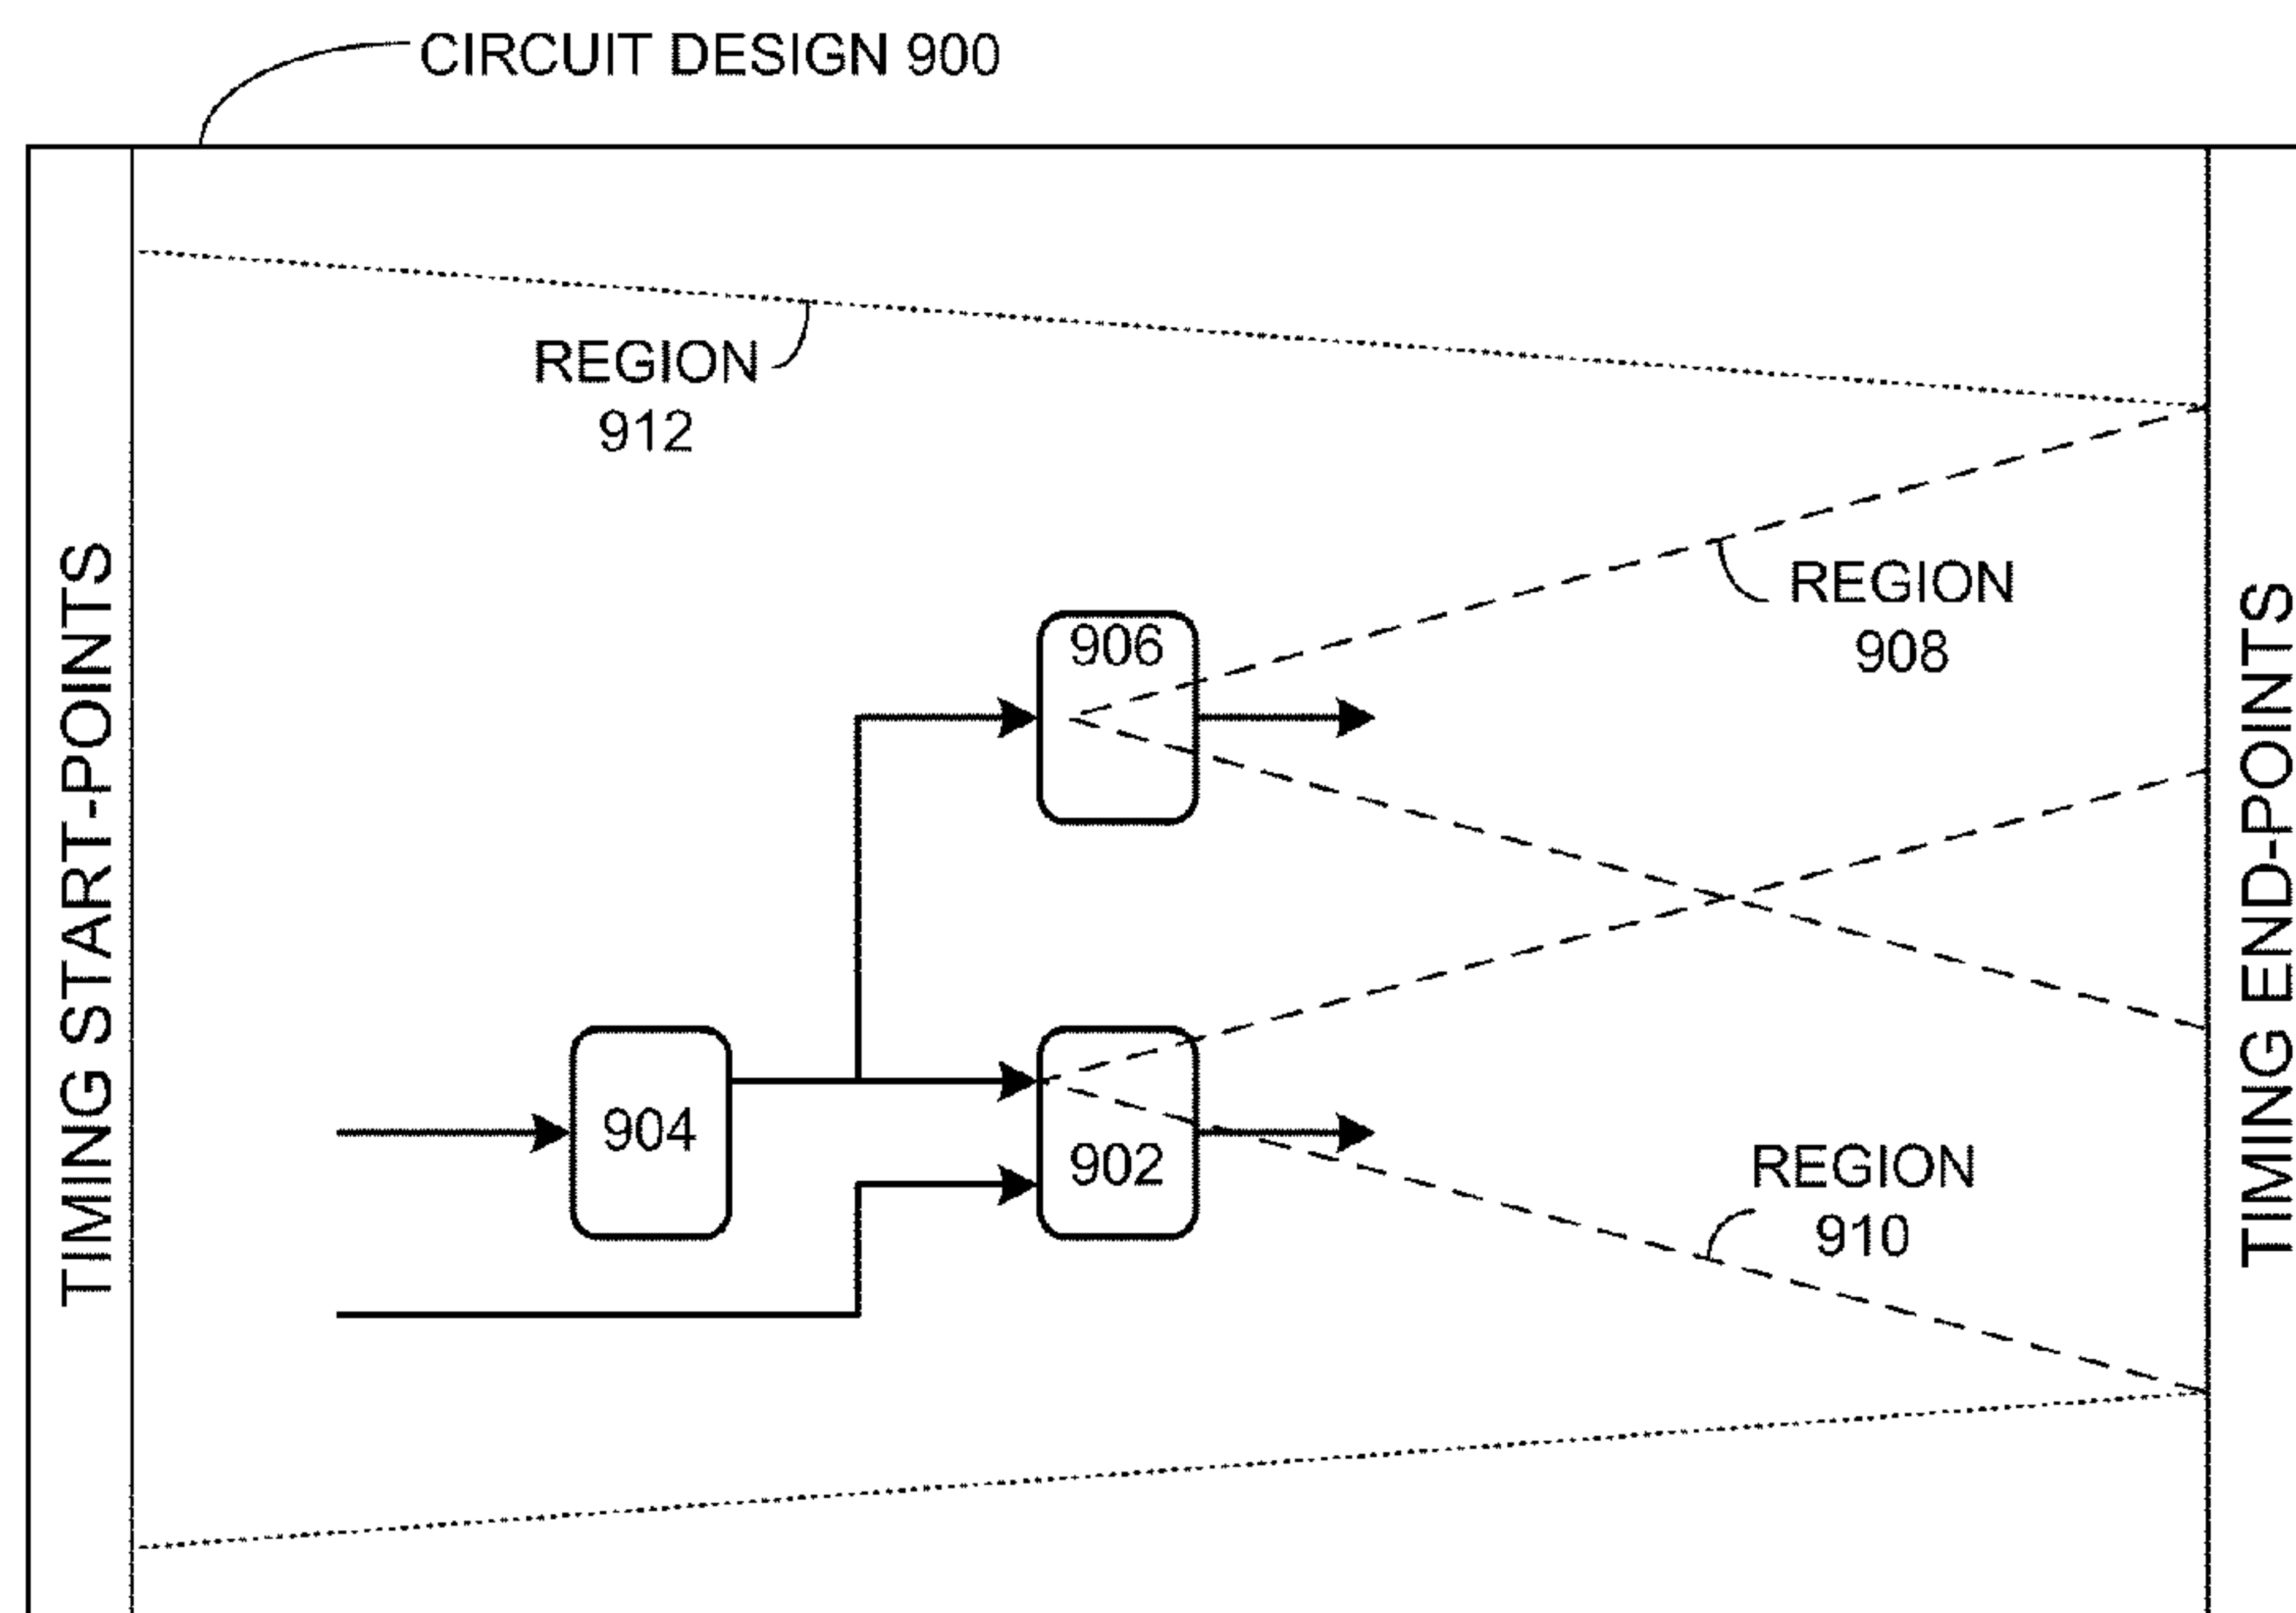 CIRCUIT DESIGN 900
REGION
912
TIMING START-POINTS
906
REGION
908
904
902
REGION
910
TIMING END-POINTS